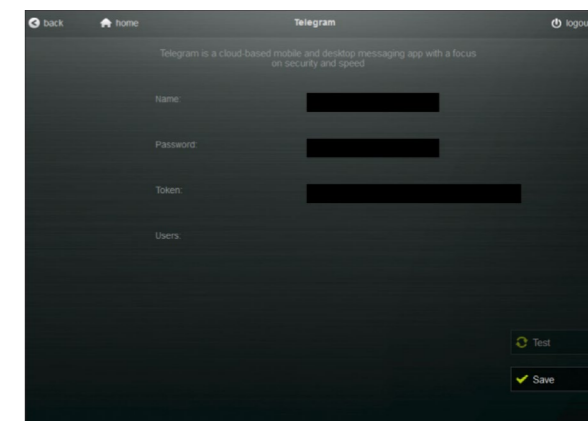 back home Telegram logou
Telegram is a cloud-based mobile and desktop messaging app with a focus
on security and speed
Name:
Password:
Token:
Users:
Test
Save